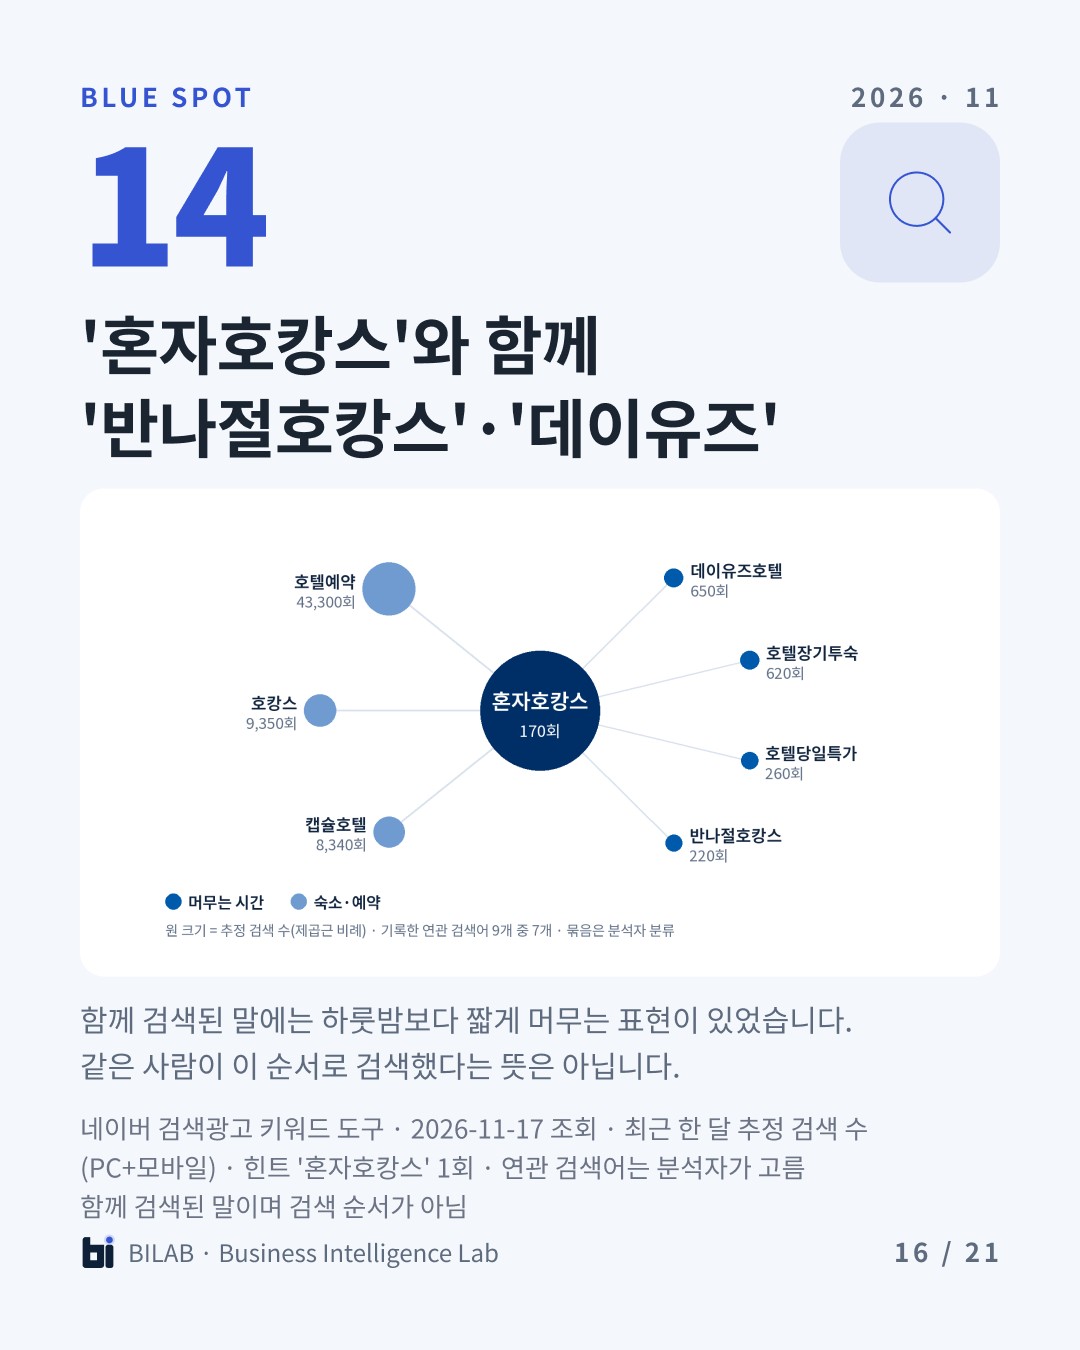 BLUE SPOT
2026 · 11
14
'혼자호캉스'와 함께
'반나절호캉스'·'데이유즈'
호텔예약
43,300회
데이유즈호텔
650회
호텔장기투숙
620회
호캉스
9,350회
혼자호캉스
170회
호텔당일특가
260회
캡슐호텔
8,340회
반나절호캉스
220회
머무는 시간
숙소·예약
원 크기 = 추정 검색 수(제곱근 비례) · 기록한 연관 검색어 9개 중 7개 · 묶음은 분석자 분류
함께 검색된 말에는 하룻밤보다 짧게 머무는 표현이 있었습니다.
같은 사람이 이 순서로 검색했다는 뜻은 아닙니다.
네이버 검색광고 키워드 도구 · 2026-11-17 조회 · 최근 한 달 추정 검색 수
(PC+모바일) · 힌트 '혼자호캉스' 1회 · 연관 검색어는 분석자가 고름
함께 검색된 말이며 검색 순서가 아님
bi BILAB · Business Intelligence Lab
16 / 21